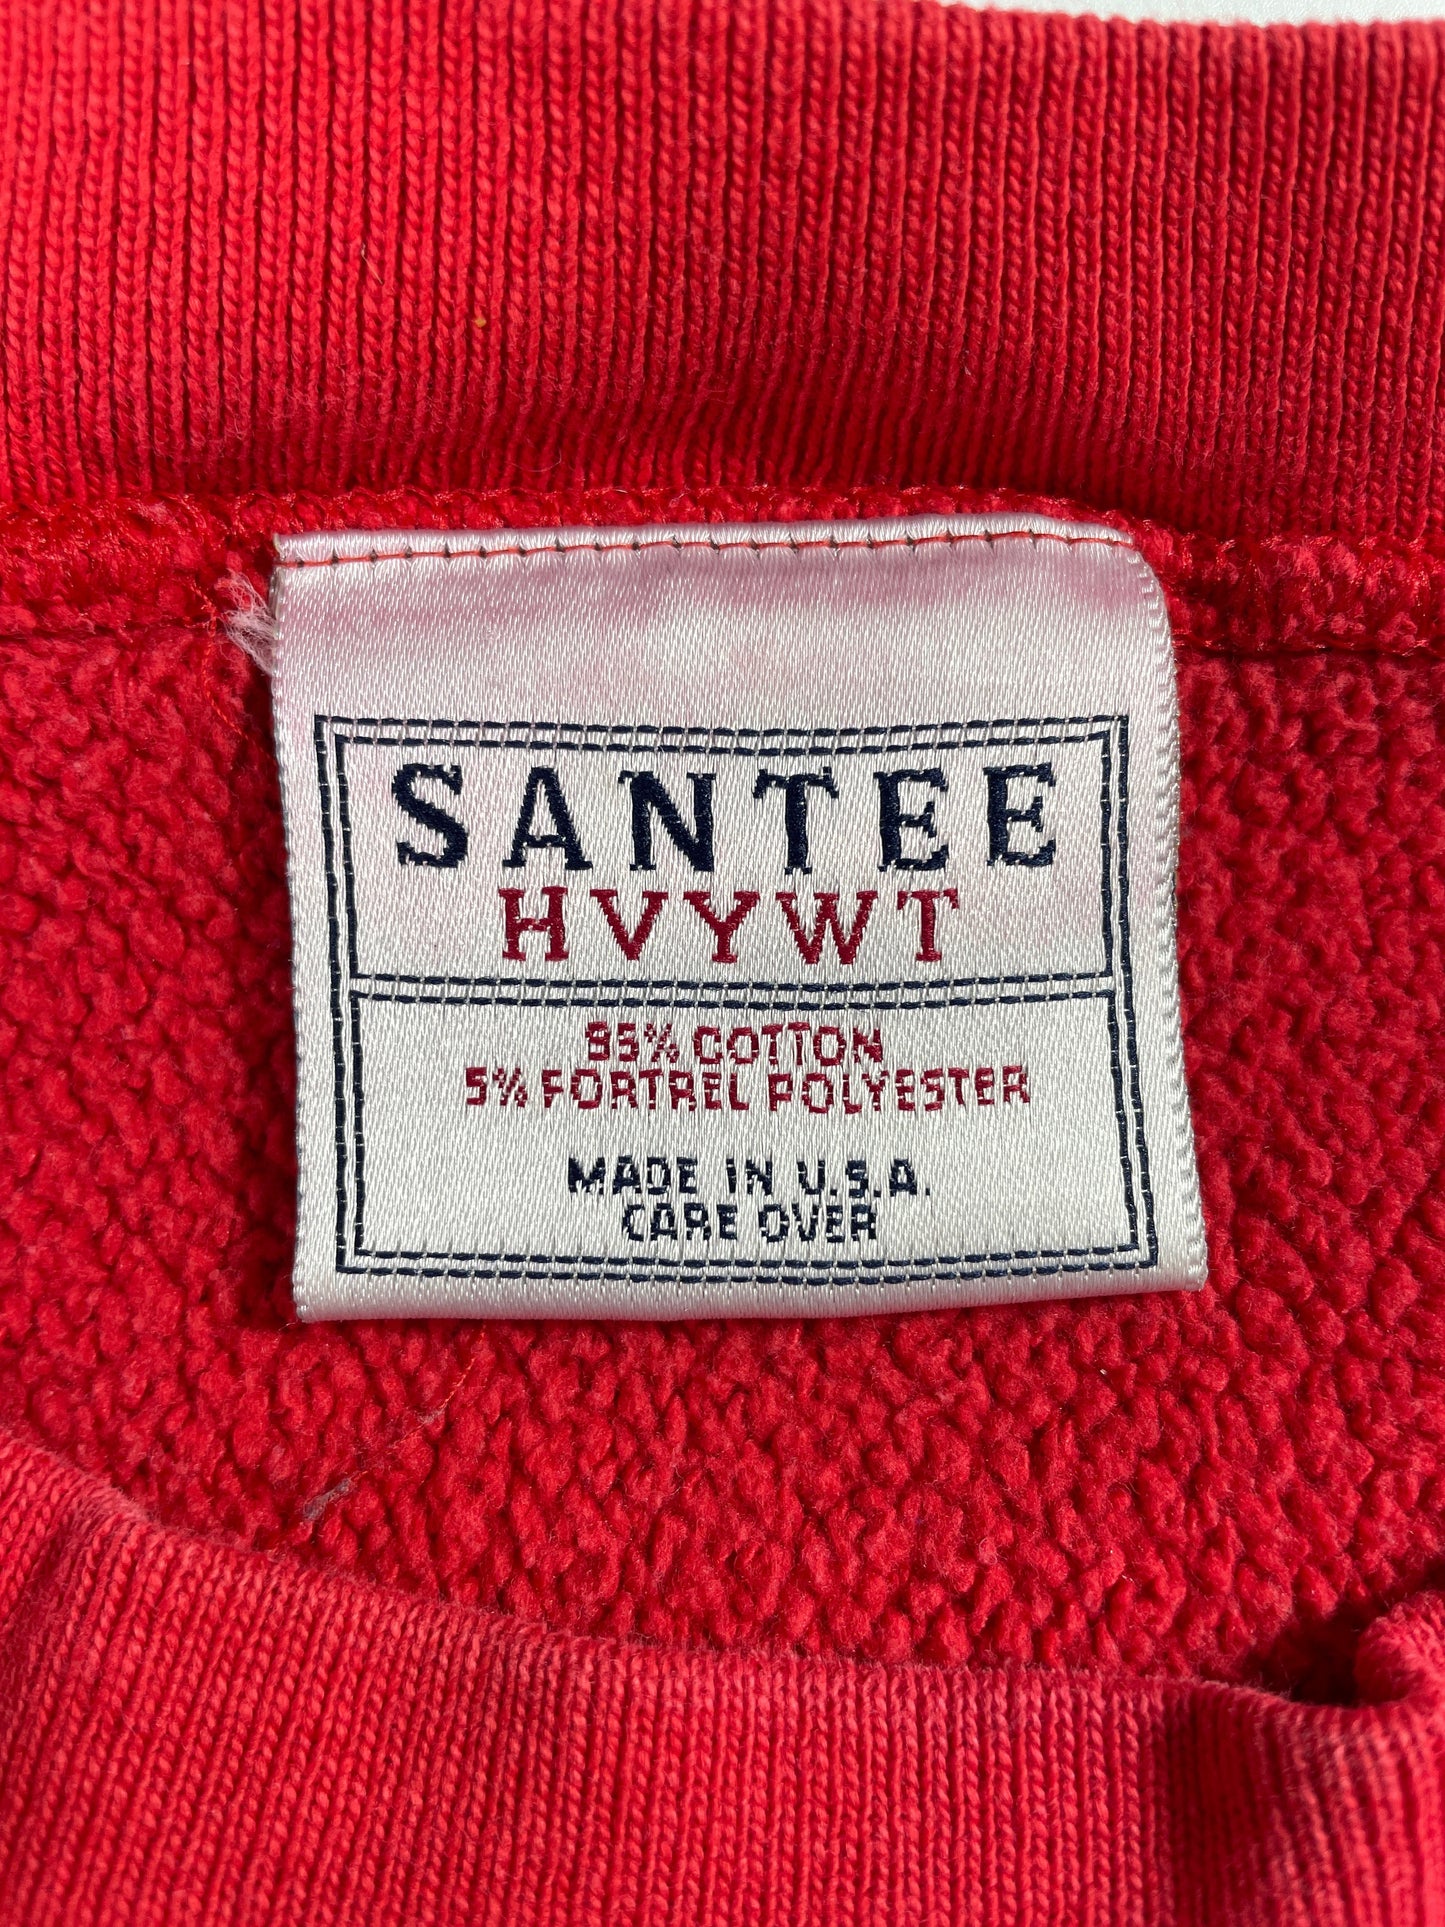 SANTEE
HVYWT
95% COTTON
5% FORTREL POLYESTER
MADE IN U.S.A.
CARE OVER